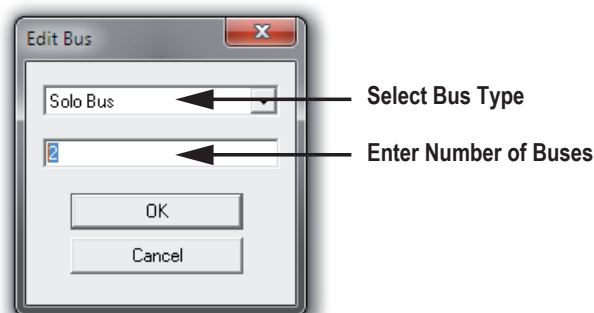 Edit Bus
Solo Bus
Select Bus Type
2
Enter Number of Buses
OK
Cancel